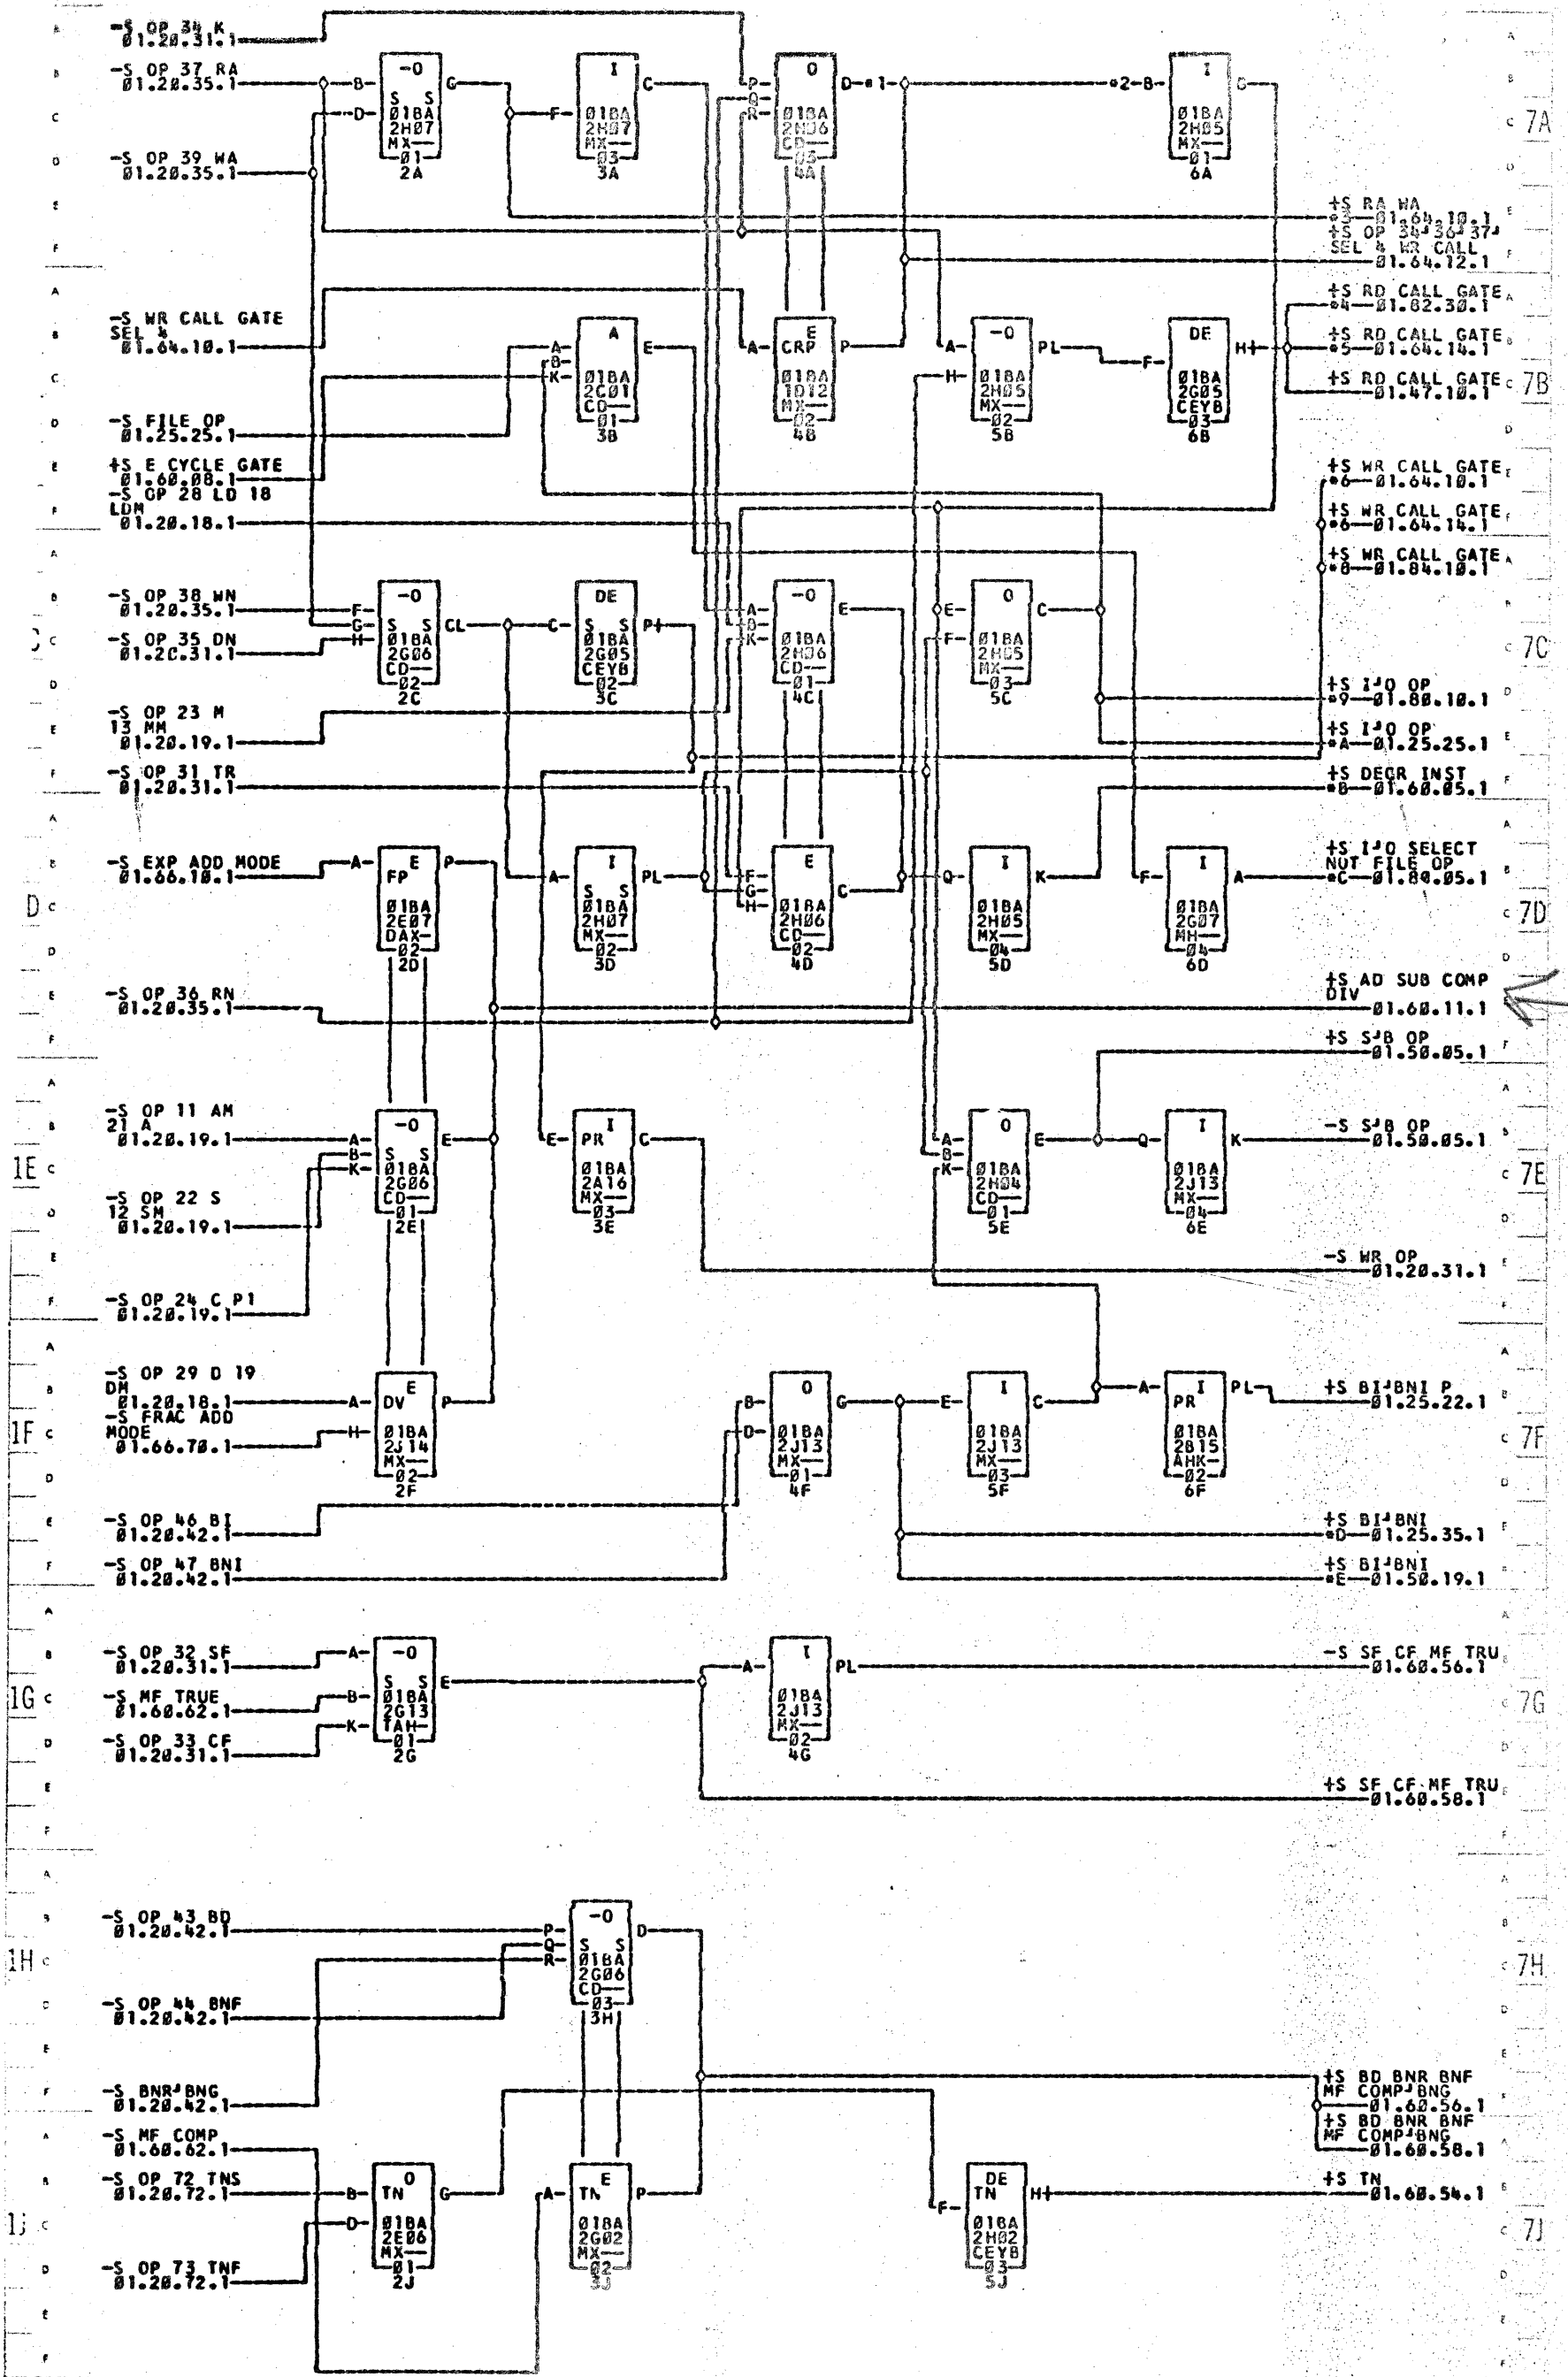 -S OP 34 K
01.20.31.1
-S OP 37 RA
01.20.35.1
-S OP 39 WA
01.20.35.1
-S WR CALL GATE
SEL 4
01.64.10.1
-S FILE OP
01.25.25.1
+S E CYCLE GATE
01.60.08.1
-S OP 28 LD 18
LDM
01.20.18.1
-S OP 38 WN
01.20.35.1
-S OP 35 DN
01.2C.31.1
-S OP 23 M
13 MM
01.20.19.1
-S OP 31 TR
01.20.31.1
-S EXP ADD MODE
01.66.10.1
-S OP 36 RN
01.20.35.1
-S OP 11 AM
21 A
01.20.19.1
-S OP 22 S
12 SM
01.20.19.1
-S OP 24 C P1
01.20.19.1
-S OP 29 D 19
DM
01.20.18.1
-S FRAC ADD
MODE
01.66.70.1
-S OP 46 BI
01.20.42.1
-S OP 47 BNI
01.20.42.1
-S OP 32 SF
01.20.31.1
-S MF TRUE
01.60.62.1
-S OP 33 CF
01.20.31.1
-S OP 43 BD
01.20.42.1
-S OP 44 BNF
01.20.42.1
-S BNR⅃BNG
01.20.42.1
-S MF COMP
01.60.62.1
-S OP 72 TNS
01.20.72.1
-S OP 73 TNF
01.20.72.1
B D -O G
S S
01BA
2H07
MX
01
2A
F I C
01BA
2H07
MX
03
3A
P Q R O D *1
01BA
2H06
CD
03
4A
*2 B I G
01BA
2H05
MX
01
6A
A B K A E
01BA
2C01
CD
01
3B
A E P
CRP
01BA
1D12
MX
02
4B
A H -O PL
01BA
2H05
MX
02
5B
F DE H+
01BA
2G05
CEYB
03
6B
F G H -O CL
S S
01BA
2G06
CD
02
2C
C DE P+
S S
01BA
2G05
CEYB
02
3C
A B K -O E
01BA
2H06
CD
01
4C
E F O C
01BA
2H05
MX
03
5C
A E P
FP
01BA
2E07
DAX
02
2D
A I PL
S S
01BA
2H07
MX
02
3D
F G H E C
01BA
2H06
CD
02
4D
Q I K
01BA
2H05
MX
04
5D
F I A
01BA
2G07
MH
04
6D
A B K -O E
S S
01BA
2G06
CD
01
2E
E I C
PR
01BA
2A16
MX
03
3E
A B K O E
01BA
2H04
CD
01
5E
Q I K
01BA
2J13
MX
04
6E
A H E P
DV
01BA
2J14
MX
02
2F
B D O G
01BA
2J13
MX
01
4F
E I C
01BA
2J13
MX
03
5F
A I PL
PR
01BA
2B15
AHK
02
6F
A B K -O E
S S
01BA
2G13
TAH
01
2G
A I PL
01BA
2J13
MX
02
4G
P Q R -O D
S S
01BA
2G06
CD
03
3H
B D O G
TN
01BA
2E06
MX
01
2J
A E P
TN
01BA
2G02
MX
02
3J
F DE H+
TN
01BA
2H02
CEYB
03
5J
+S RA WA
*3 01.64.10.1
+S OP 34⅃36⅃37⅃
SEL 4 WR CALL
01.64.12.1
+S RD CALL GATE
*4 01.82.30.1
+S RD CALL GATE
*5 01.64.14.1
+S RD CALL GATE
01.47.10.1
+S WR CALL GATE
*6 01.64.10.1
+S WR CALL GATE
*6 01.64.14.1
+S WR CALL GATE
*8 01.84.10.1
+S I⅃O OP
*9 01.80.10.1
+S I⅃O OP
*A 01.25.25.1
+S DECR INST
*B 01.60.05.1
+S I⅃O SELECT
NOT FILE OP
*C 01.80.05.1
+S AD SUB COMP
DIV
01.60.11.1
+S S⅃B OP
01.50.05.1
-S S⅃B OP
01.50.05.1
-S WR OP
01.20.31.1
+S BI⅃BNI P
01.25.22.1
+S BI⅃BNI
*D 01.25.35.1
+S BI⅃BNI
*E 01.50.19.1
-S SF CF MF TRU
01.60.56.1
+S SF CF MF TRU
01.60.58.1
+S BD BNR BNF
MF COMP⅃BNG
01.60.56.1
+S BD BNR BNF
MF COMP⅃BNG
01.60.58.1
+S TN
01.60.54.1
7A
7B
7C
D 7D
1E 7E
1F 7F
1G 7G
1H 7H
1J 7J